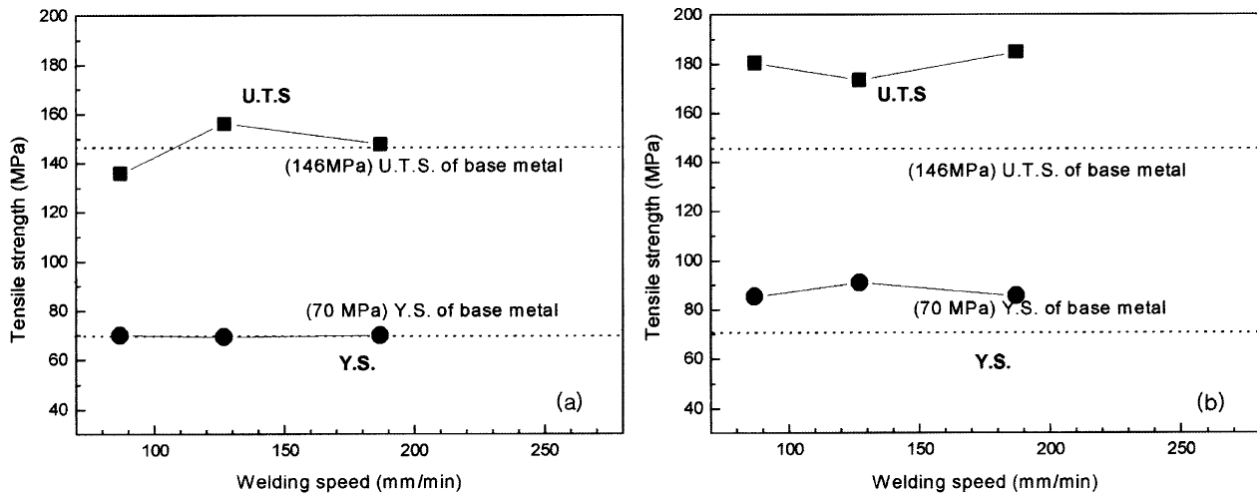 Tensile strength (MPa)
200
180
160
140
120
100
80
60
40
U.T.S
(146MPa) U.T.S. of base metal
(70 MPa) Y.S. of base metal
Y.S.
(a)
100
150
200
250
Welding speed (mm/min)
Tensile strength (MPa)
200
180
160
140
120
100
80
60
40
U.T.S
(146MPa) U.T.S. of base metal
(70 MPa) Y.S. of base metal
Y.S.
(b)
100
150
200
250
Welding speed (mm/min)